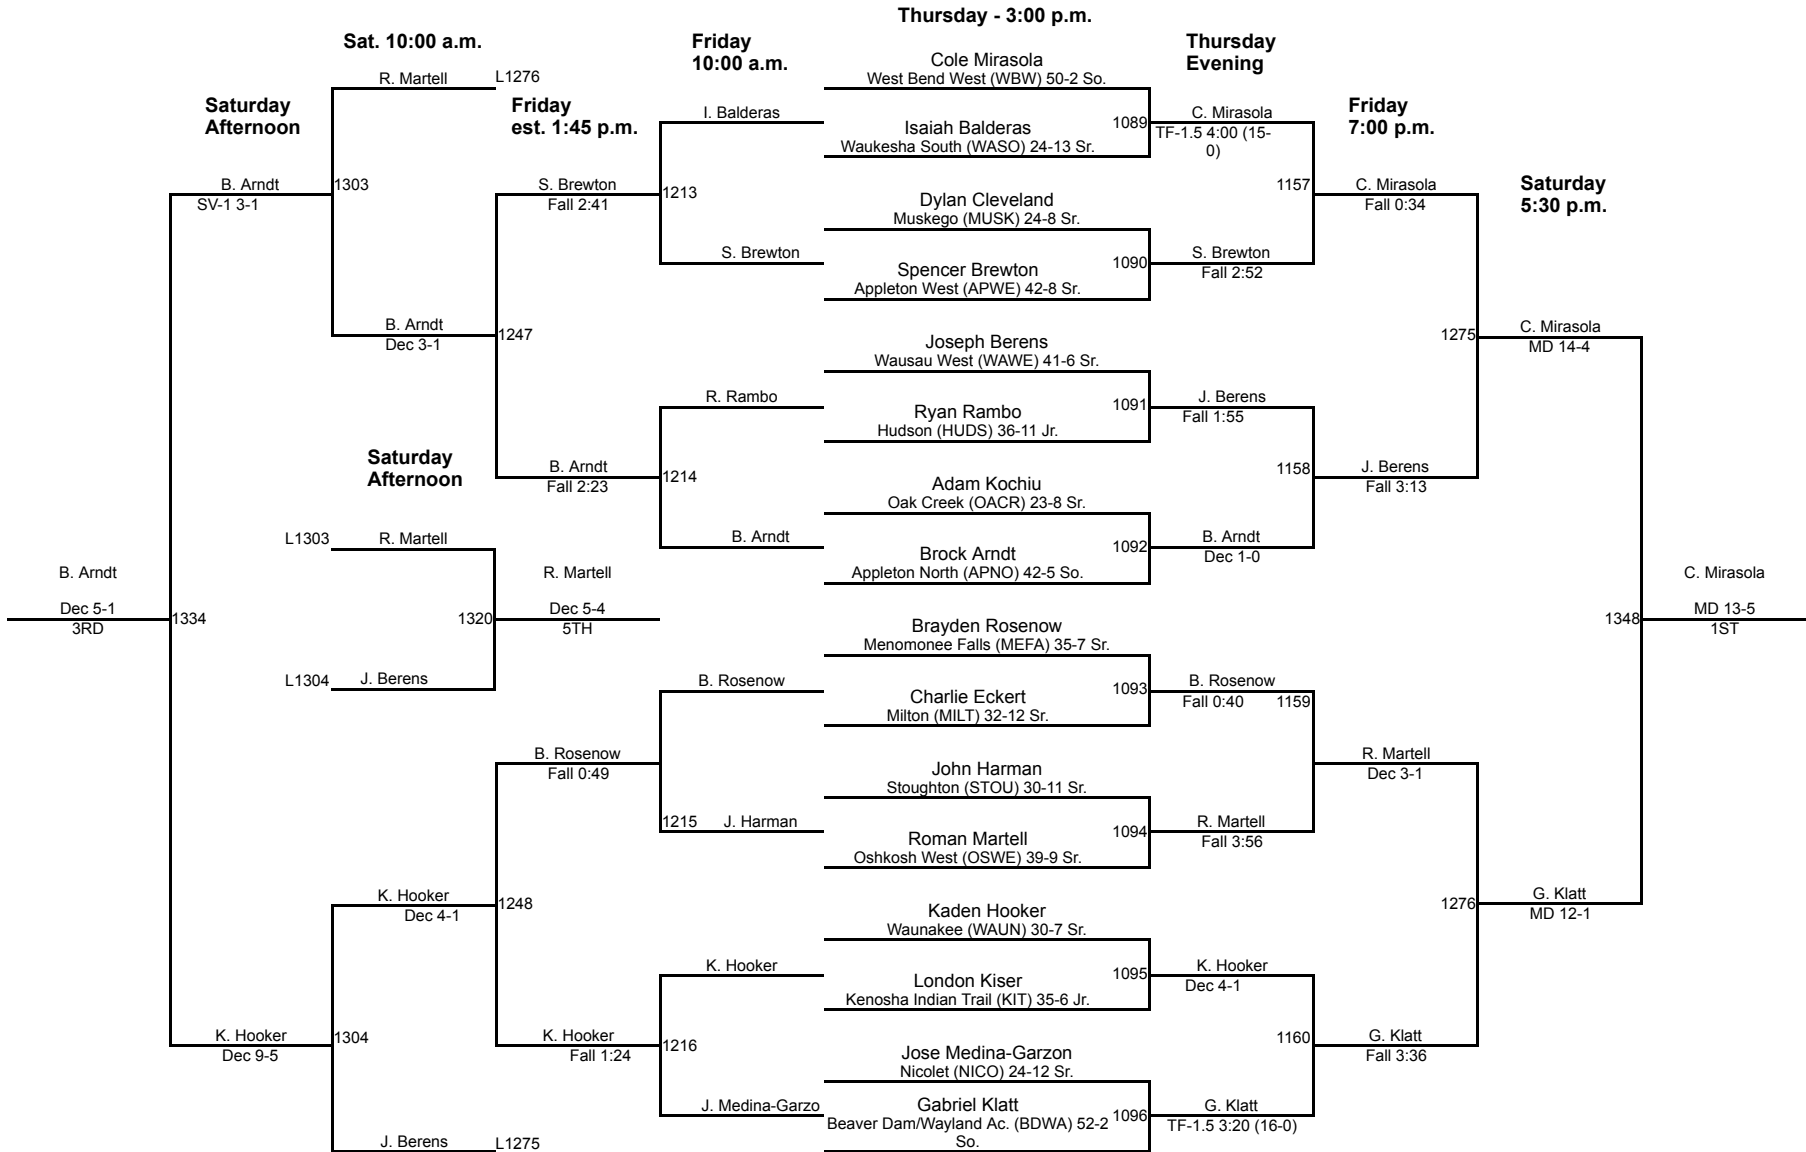 Thursday - 3:00 p.m.
Sat. 10:00 a.m.
Friday
10:00 a.m.
Thursday
Evening
Cole Mirasola
West Bend West (WBW) 50-2 So.
R. Martell
L1276
Saturday
Afternoon
Friday
est. 1:45 p.m.
I. Balderas
Isaiah Balderas
Waukesha South (WASO) 24-13 Sr.
1089
C. Mirasola
TF-1.5 4:00 (15-
0)
Friday
7:00 p.m.
B. Arndt
SV-1 3-1
1303
S. Brewton
Fall 2:41
1213
Dylan Cleveland
Muskego (MUSK) 24-8 Sr.
1157
C. Mirasola
Fall 0:34
Saturday
5:30 p.m.
S. Brewton
Spencer Brewton
Appleton West (APWE) 42-8 Sr.
1090
S. Brewton
Fall 2:52
B. Arndt
Dec 3-1
1247
Joseph Berens
Wausau West (WAWE) 41-6 Sr.
1275
C. Mirasola
MD 14-4
R. Rambo
Ryan Rambo
Hudson (HUDS) 36-11 Jr.
1091
J. Berens
Fall 1:55
Saturday
Afternoon
B. Arndt
Fall 2:23
1214
Adam Kochiu
Oak Creek (OACR) 23-8 Sr.
1158
J. Berens
Fall 3:13
L1303
R. Martell
B. Arndt
Brock Arndt
Appleton North (APNO) 42-5 So.
1092
B. Arndt
Dec 1-0
B. Arndt
Dec 5-1
3RD
1334
1320
R. Martell
Dec 5-4
5TH
1348
C. Mirasola
MD 13-5
1ST
Brayden Rosenow
Menomonee Falls (MEFA) 35-7 Sr.
L1304
J. Berens
B. Rosenow
Charlie Eckert
Milton (MILT) 32-12 Sr.
1093
B. Rosenow
Fall 0:40
1159
B. Rosenow
Fall 0:49
John Harman
Stoughton (STOU) 30-11 Sr.
R. Martell
Dec 3-1
1215
J. Harman
Roman Martell
Oshkosh West (OSWE) 39-9 Sr.
1094
R. Martell
Fall 3:56
K. Hooker
Dec 4-1
1248
Kaden Hooker
Waunakee (WAUN) 30-7 Sr.
1276
G. Klatt
MD 12-1
K. Hooker
London Kiser
Kenosha Indian Trail (KIT) 35-6 Jr.
1095
K. Hooker
Dec 4-1
K. Hooker
Dec 9-5
1304
K. Hooker
Fall 1:24
1216
Jose Medina-Garzon
Nicolet (NICO) 24-12 Sr.
1160
G. Klatt
Fall 3:36
J. Medina-Garzo
Gabriel Klatt
Beaver Dam/Wayland Ac. (BDWA) 52-2
So.
1096
G. Klatt
TF-1.5 3:20 (16-0)
J. Berens
L1275